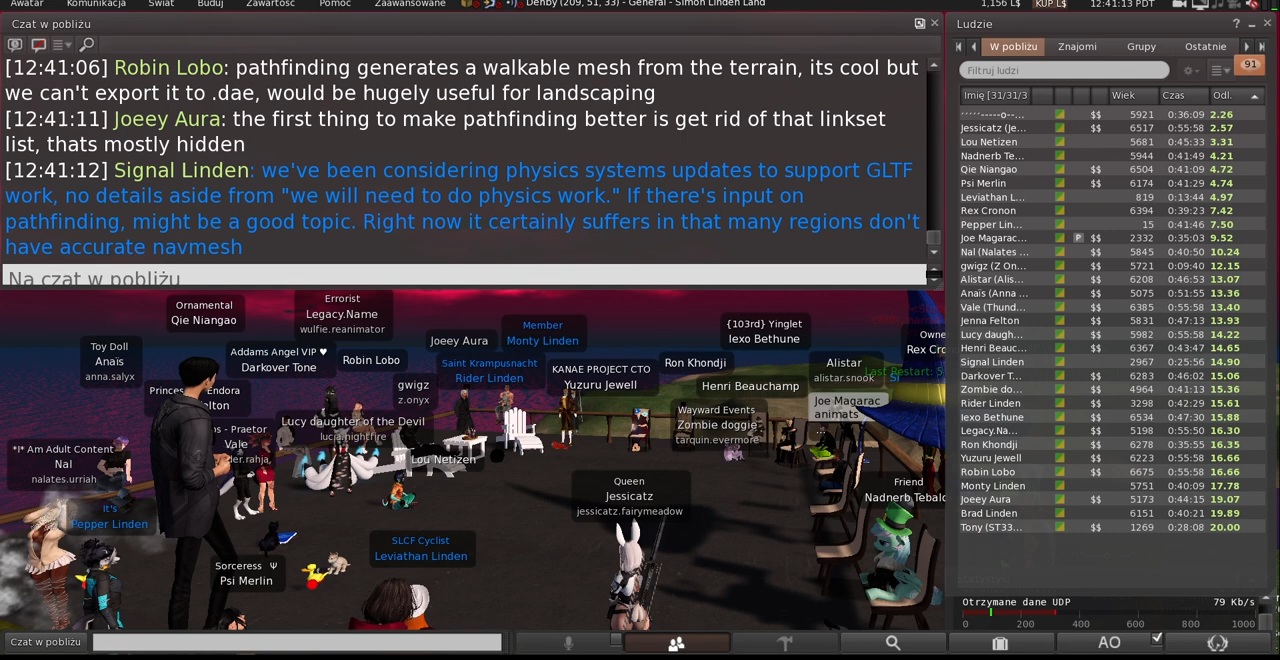 Awatar Komunikacja Świat Buduj Zawartość Pomoc Zaawansowane Denby (209, 51, 33) - General - Simon Linden Land 1,156 L$ KUP L$ 12:41:13 PDT
Czat w pobliżu
[12:41:06] Robin Lobo: pathfinding generates a walkable mesh from the terrain, its cool but
we can't export it to .dae, would be hugely useful for landscaping
[12:41:11] Joeey Aura: the first thing to make pathfinding better is get rid of that linkset
list, thats mostly hidden
[12:41:12] Signal Linden: we've been considering physics systems updates to support GLTF
work, no details aside from "we will need to do physics work." If there's input on
pathfinding, might be a good topic. Right now it certainly suffers in that many regions don't
have accurate navmesh
Na czat w pobliżu
Ornamental
Qie Niangao
Errorist
Legacy.Name
wulfie.reanimator
Toy Doll
Anaïs
anna.salyx
Addams Angel VIP ♥
Darkover Tone
Robin Lobo
Joeey Aura
Member
Monty Linden
{103rd} Yinglet
Iexo Bethune
Owne
Rex Cro
Saint Krampusnacht
Rider Linden
KANAE PROJECT CTO
Yuzuru Jewell
Ron Khondji
Alistar
alistar.snook
Last Restart: 5
Henri Beauchamp
gwigz
z.onyx
Princes
Endora
elton
Joe Magarac
animats
Wayward Events
Zombie doggie
tarquin.evermore
Lucy daughter of the Devil
lucia.nightfire
os - Praetor
Vale
der.rahja
Lou Netizen
*I* Am Adult Content
Nal
nalates.urriah
Queen
Jessicatz
jessicatz.fairymeadow
Friend
Nadnerb Tebald
It's
Pepper Linden
SLCF Cyclist
Leviathan Linden
Sorceress Ψ
Psi Merlin
Czat w pobliżu
AO
Ludzie
? _ ×
W pobliżu Znajomi Grupy Ostatnie
Filtruj ludzi
91
Imię [31/31/3 Wiek Czas Odl.
-----o--... $$ 5921 0:36:09 2.26
Jessicatz (Je... $$ 6517 0:55:58 2.57
Lou Netizen 5681 0:45:33 3.31
Nadnerb Te... 5944 0:41:49 4.21
Qie Niangao $$ 6504 0:41:09 4.72
Psi Merlin $$ 6174 0:41:29 4.74
Leviathan L... 819 0:13:44 4.97
Rex Cronon 6394 0:39:23 7.42
Pepper Lin... 15 0:41:46 7.50
Joe Magarac... P $$ 2332 0:35:03 9.52
Nal (Nalates ... $$ 5845 0:40:50 10.24
gwigz (Z On... $$ 5721 0:09:40 12.15
Alistar (Alis... $$ 6208 0:46:53 13.07
Anaïs (Anna ... $$ 5075 0:51:55 13.36
Vale (Thund... $$ 6385 0:55:58 13.40
Jenna Felton $$ 5831 0:47:13 13.93
Lucy daugh... $$ 5982 0:55:58 14.22
Henri Beauc... $$ 6367 0:43:47 14.65
Signal Linden 2967 0:25:56 14.90
Darkover T... $$ 6283 0:46:02 15.06
Zombie do... $$ 4964 0:41:13 15.36
Rider Linden $$ 3298 0:42:29 15.61
Iexo Bethune $$ 6534 0:47:30 15.88
Legacy.Na... $$ 5198 0:55:50 16.30
Ron Khondji $$ 6278 0:35:55 16.35
Yuzuru Jewell $$ 6223 0:55:58 16.66
Robin Lobo $$ 6675 0:55:58 16.66
Monty Linden 5751 0:40:09 17.78
Joeey Aura $$ 5173 0:44:15 19.07
Brad Linden 6151 0:40:21 19.89
Tony (ST33... $$ 1269 0:28:08 20.00
Otrzymane dane UDP 79 Kb/s
0 200 400 600 800 1000